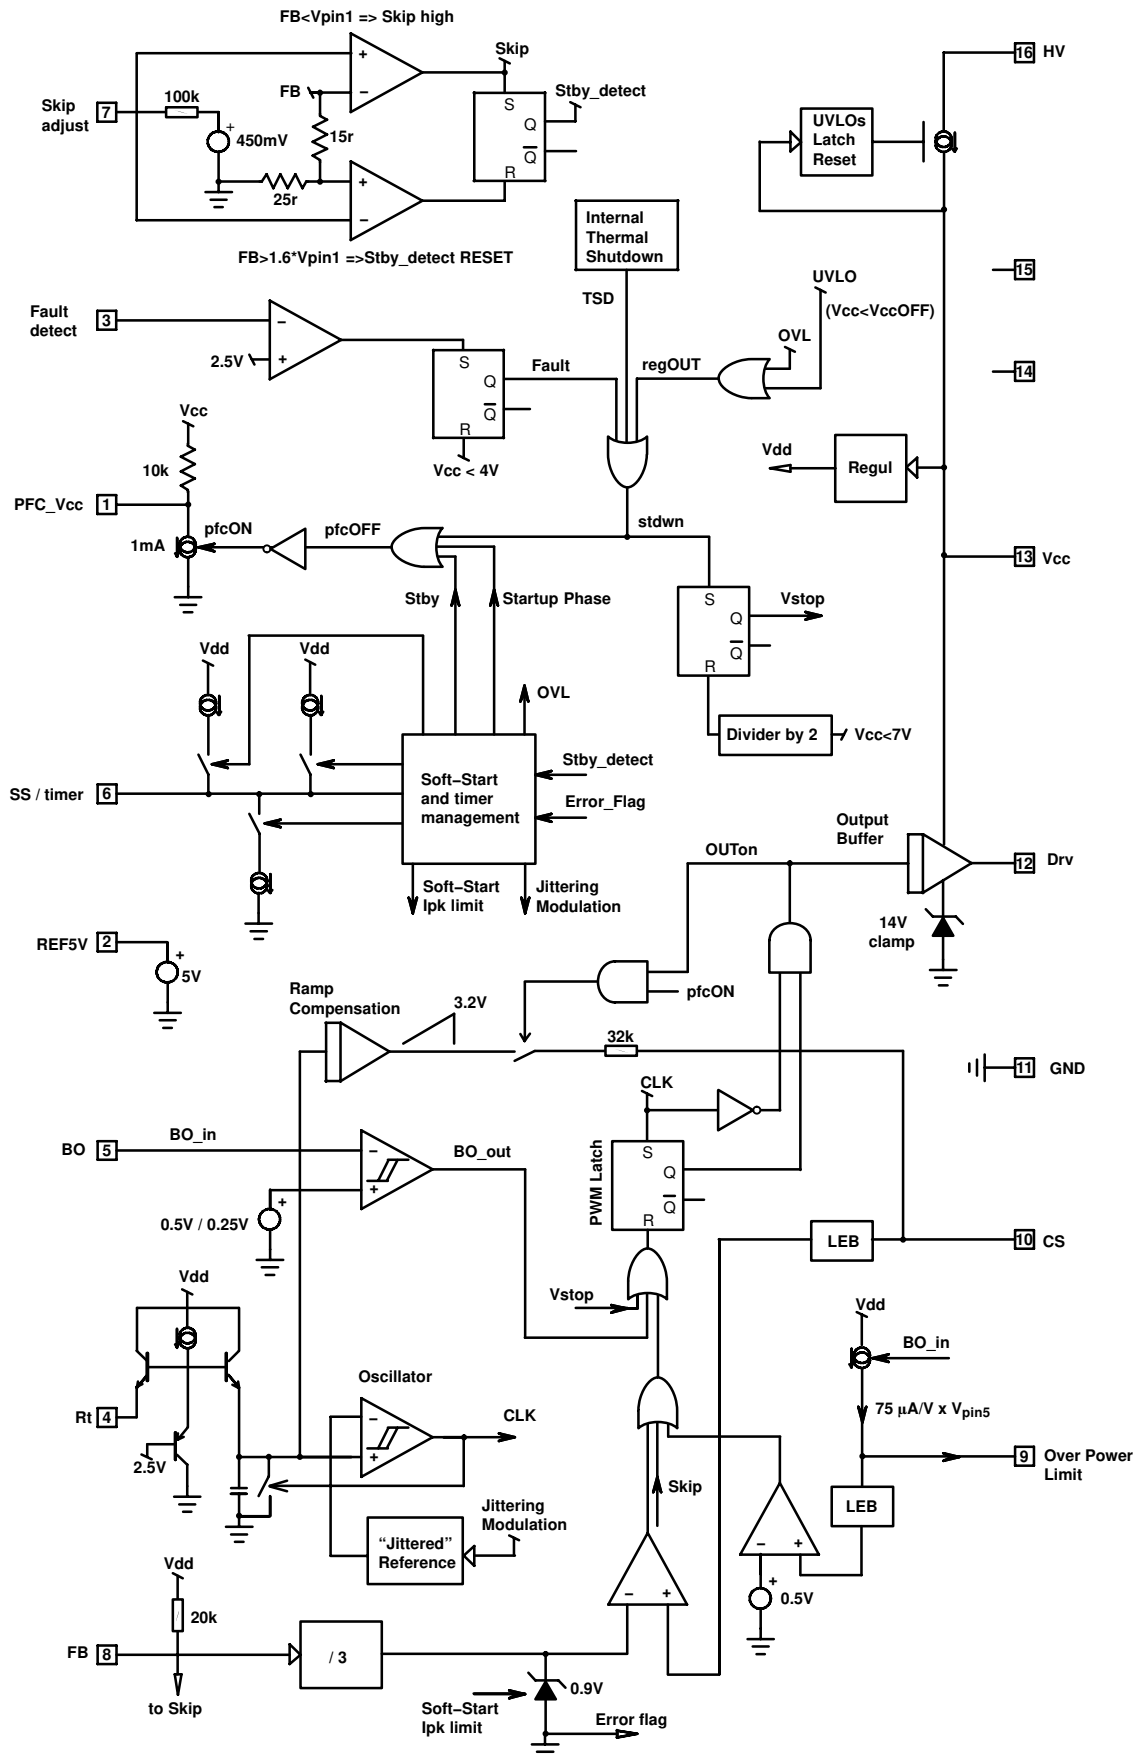 FB<Vpin1 => Skip high
16 HV
+
Skip
FB
−
Stby_detect
100k
S
Skip
adjust
7
+
450mV
15r
Q
Q
UVLOs
Latch
Reset
+
R
25r
−
Internal
Thermal
Shutdown
FB>1.6*Vpin1 =>Stby_detect RESET
15
UVLO
TSD
(Vcc<VccOFF)
Fault
detect
3
−
OVL
2.5V
+
S
Fault
regOUT
14
Q
Q
R
Vcc
Vcc < 4V
Vdd
Regul
10k
PFC_Vcc
1
pfcON
pfcOFF
stdwn
1mA
13 Vcc
Stby
Startup Phase
S
Vstop
Q
Vdd
Vdd
Q
R
OVL
Divider by 2
Vcc<7V
Stby_detect
SS / timer
6
Soft−Start
and timer
management
Error_Flag
Output
Buffer
OUTon
12 Drv
Soft−Start
Ipk limit
Jittering
Modulation
14V
clamp
REF5V
2
+
5V
Ramp
Compensation
3.2V
pfcON
32k
11 GND
CLK
BO
5
BO_in
−
BO_out
S
PWM Latch
Q
+
+
Q
0.5V / 0.25V
R
LEB
10 CS
Vdd
Vstop
Vdd
BO_in
Oscillator
Rt
4
−
CLK
75 μA/V x Vpin5
2.5V
+
9 Over Power
Limit
Skip
LEB
Jittering
Modulation
“Jittered”
Reference
− +
Vdd
− +
+
0.5V
20k
FB
8
/ 3
0.9V
to Skip
Soft−Start
Ipk limit
Error flag